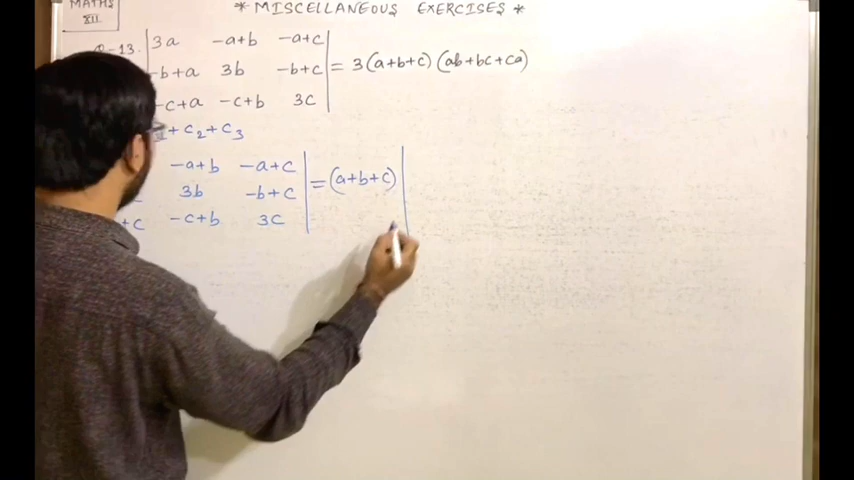 MATHS
XII
* MISCELLANEOUS EXERCISES *
Q-13. | 3a -a+b -a+c |
-b+a 3b -b+c | = 3(a+b+c) (ab+bc+ca)
-c+a -c+b 3c |
+ C2 + C3
-a+b -a+c |
3b -b+c | = (a+b+c) |
+c -c+b 3c |